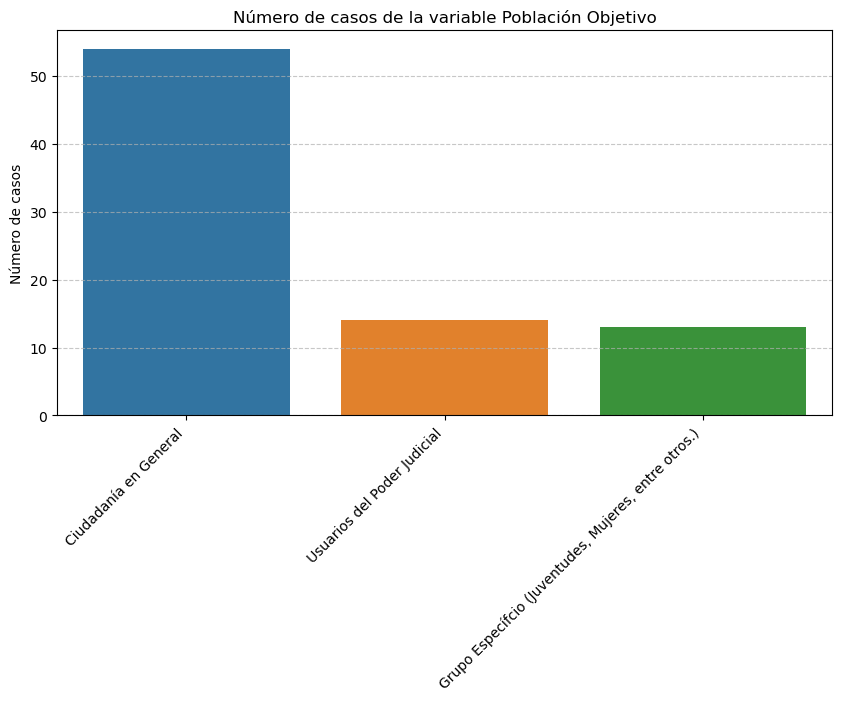 Número de casos de la variable Población Objetivo
Número de casos
50
40
30
20
10
0
Ciudadanía en General
Usuarios del Poder Judicial
Grupo Específcio (Juventudes, Mujeres, entre otros.)